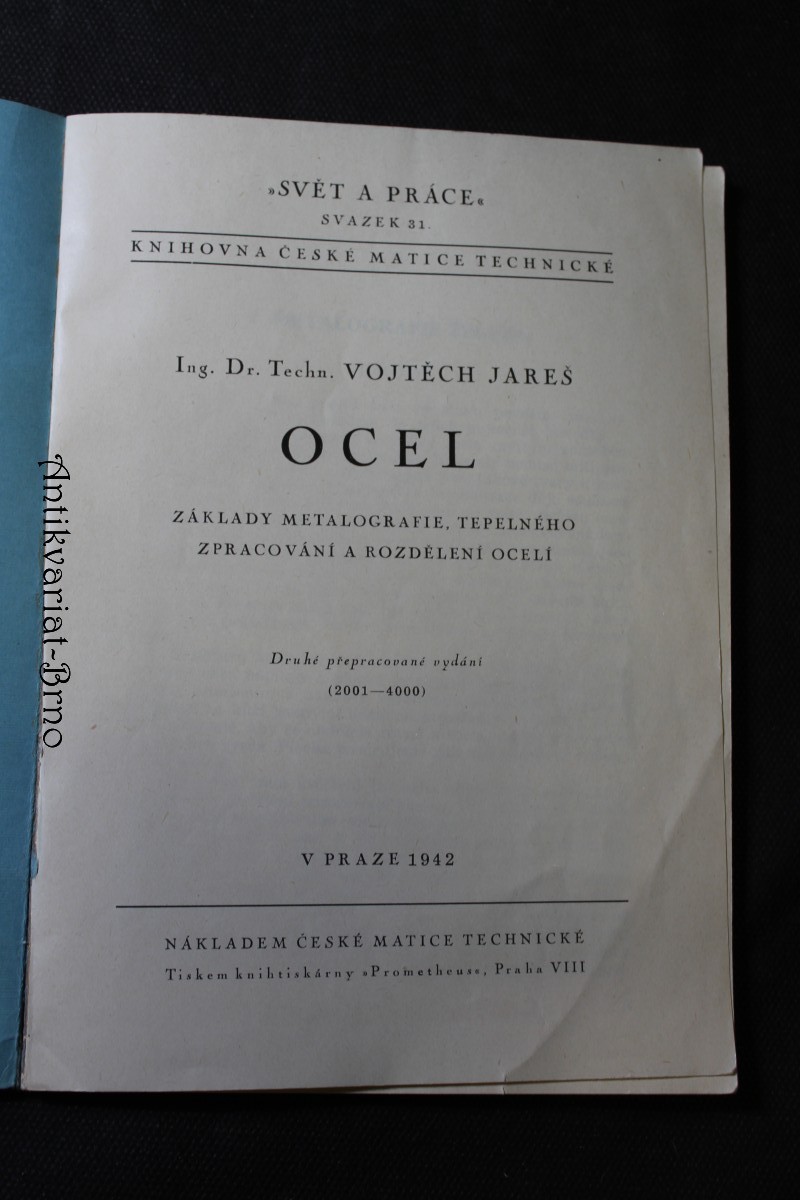 »SVĚT A PRÁCE«
SVAZEK 31.
KNIHOVNA ČESKÉ MATICE TECHNICKÉ
Ing. Dr. Techn. VOJTĚCH JAREŠ
OCEL
ZÁKLADY METALOGRAFIE, TEPELNÉHO
ZPRACOVÁNÍ A ROZDĚLENÍ OCELÍ
Druhé přepracované vydání
(2001—4000)
V PRAZE 1942
NÁKLADEM ČESKÉ MATICE TECHNICKÉ
Tiskem knihtiskárny »Prometheus«, Praha VIII
Antikvariat-Brno